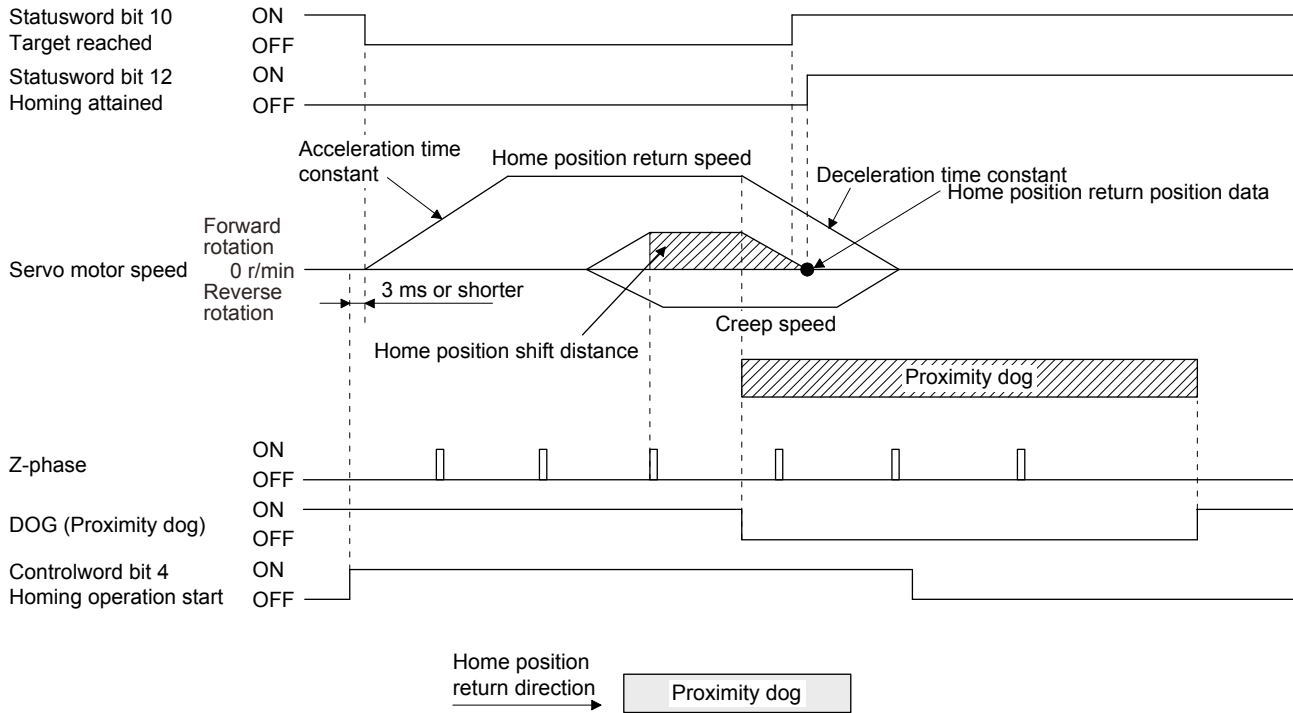 Statusword bit 10
Target reached
ON
OFF
Statusword bit 12
Homing attained
ON
OFF
Acceleration time
constant
Home position return speed
Deceleration time constant
Home position return position data
Forward
rotation
Servo motor speed
0 r/min
Reverse
rotation
3 ms or shorter
Creep speed
Home position shift distance
Proximity dog
Z-phase
ON
OFF
DOG (Proximity dog)
ON
OFF
Controlword bit 4
Homing operation start
ON
OFF
Home position
return direction
Proximity dog